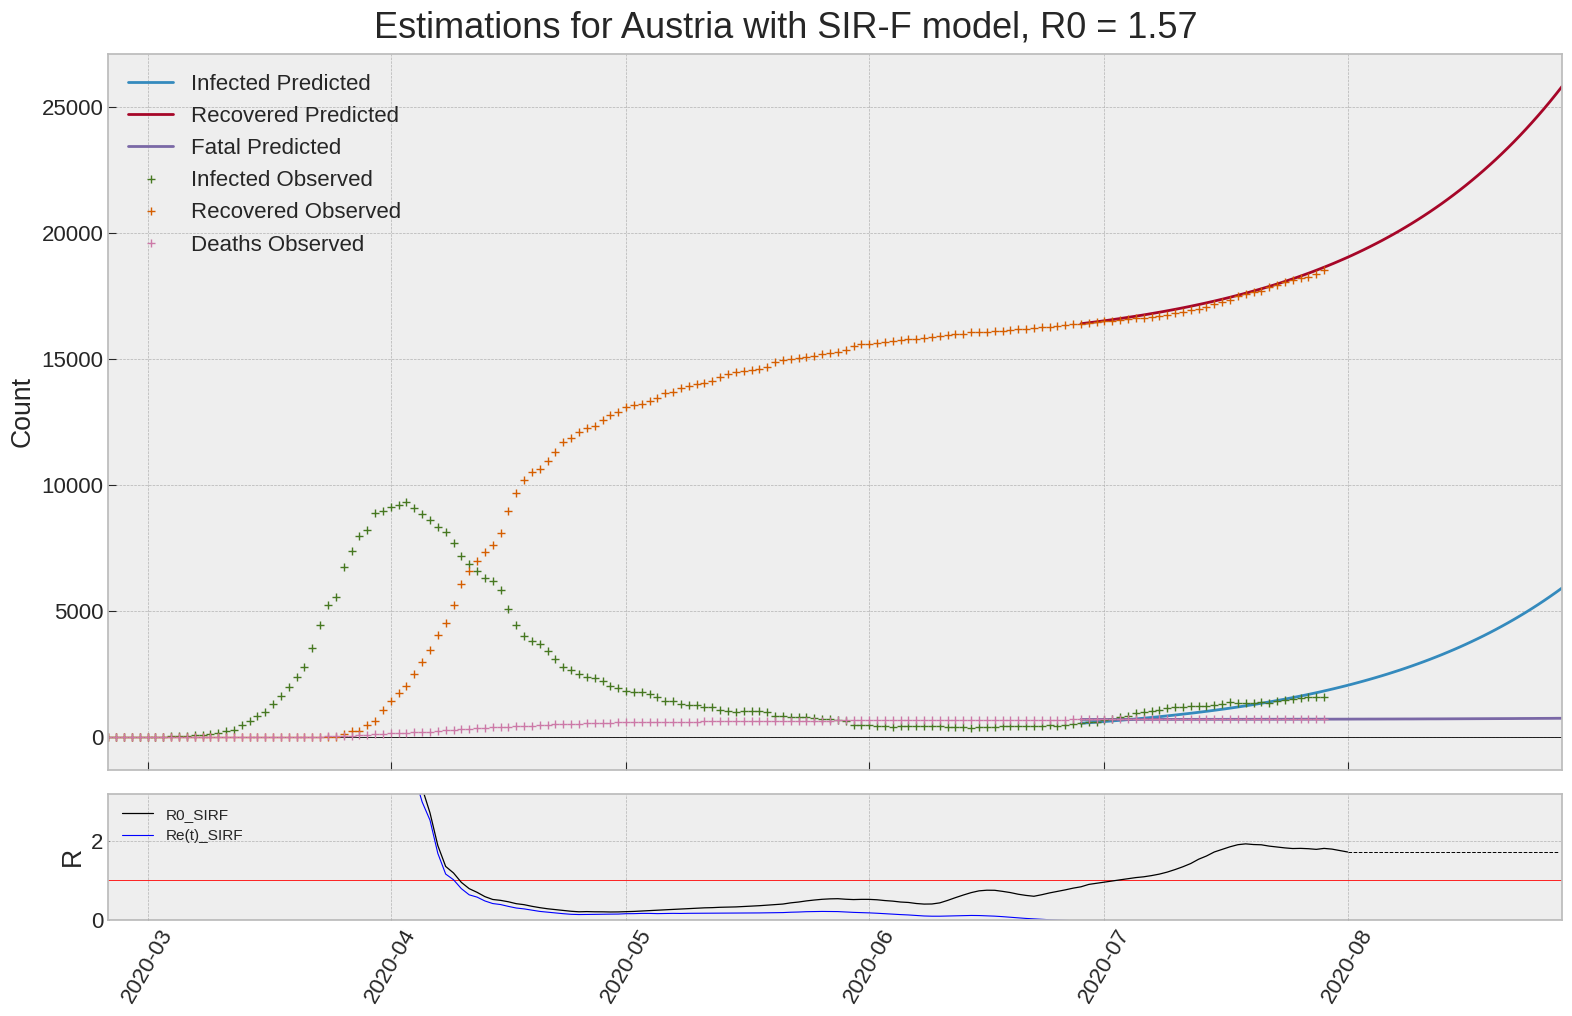 Estimations for Austria with SIR-F model, R0 = 1.57
Infected Predicted
Recovered Predicted
Fatal Predicted
Infected Observed
Recovered Observed
Deaths Observed
25000
20000
15000
10000
5000
0
Count
R0_SIRF
Re(t)_SIRF
2
0
R
2020-03
2020-04
2020-05
2020-06
2020-07
2020-08